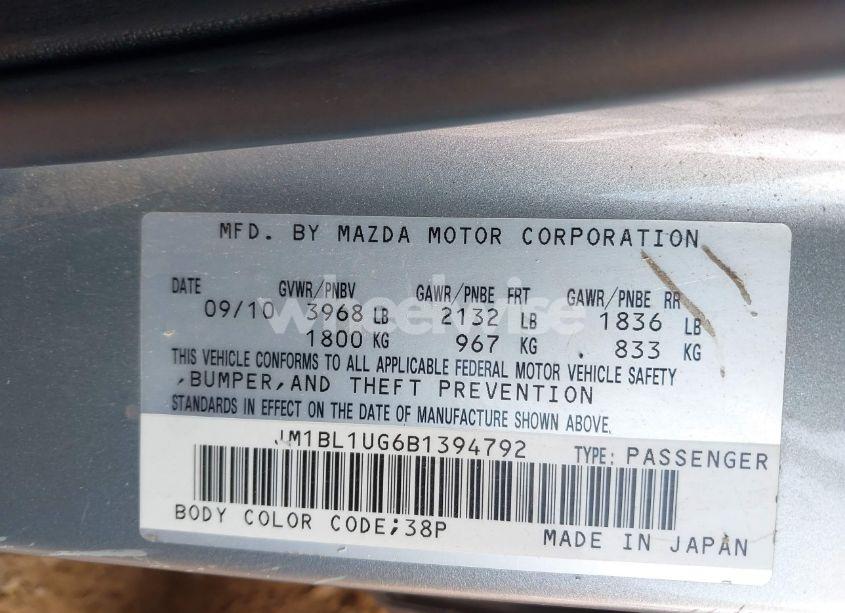 MFD. BY MAZDA MOTOR CORPORATION
DATE GVWR/PNBV GAWR/PNBE FRT GAWR/PNBE RR
09/10 3968 LB 2132 LB 1836 LB
1800 KG 967 KG . 833 KG
THIS VEHICLE CONFORMS TO ALL APPLICABLE FEDERAL MOTOR VEHICLE SAFETY
,BUMPER,AND THEFT PREVENTION
STANDARDS IN EFFECT ON THE DATE OF MANUFACTURE SHOWN ABOVE.
JM1BL1UG6B1394792 TYPE: PASSENGER
BODY COLOR CODE;38P MADE IN JAPAN
wheelwise